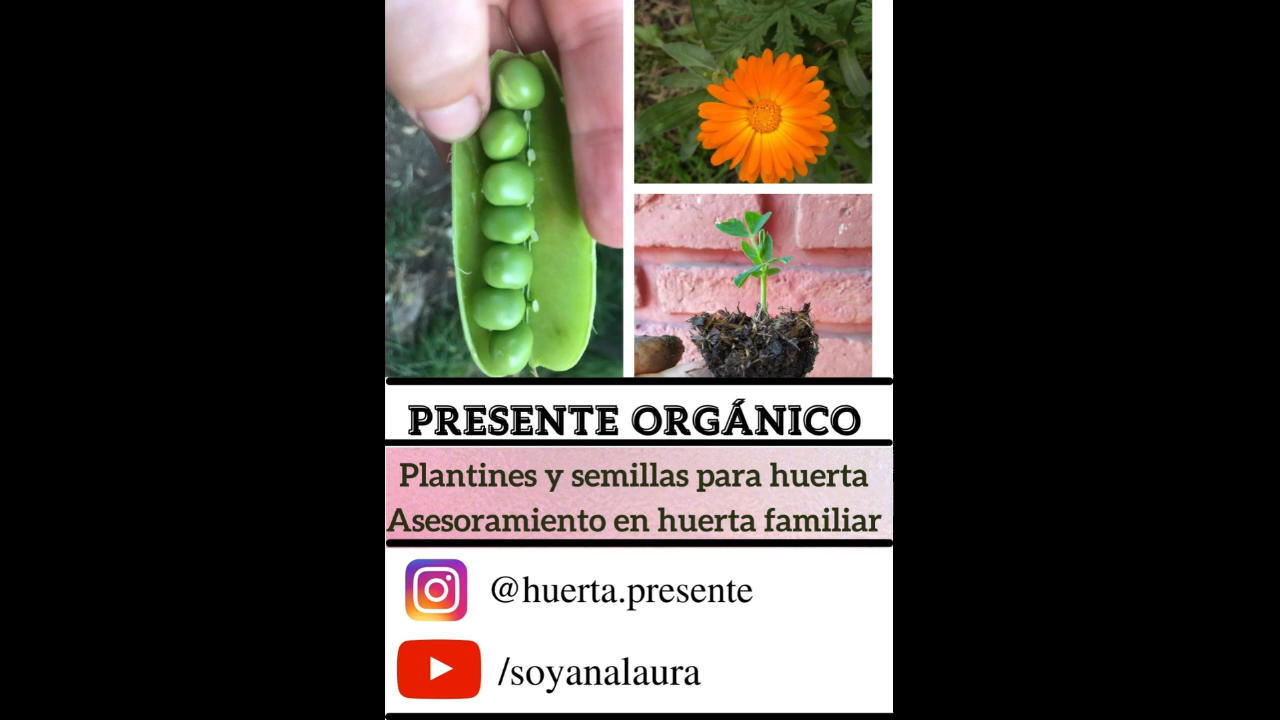 PRESENTE ORGÁNICO
Plantines y semillas para huerta
Asesoramiento en huerta familiar
@huerta.presente
/soyanalaura